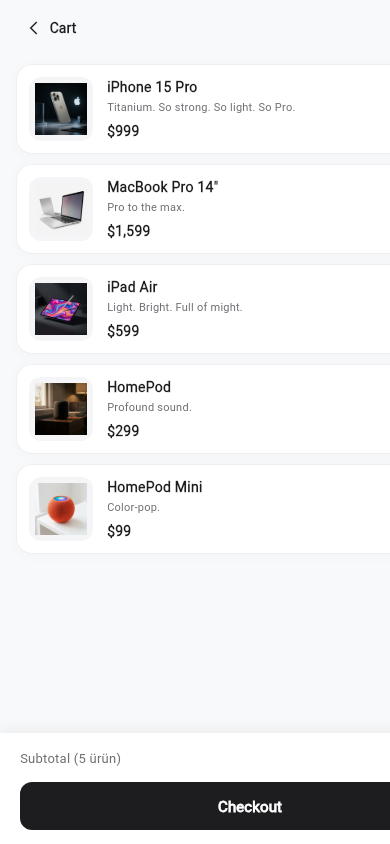 Cart
iPhone 15 Pro
Titanium. So strong. So light. So Pro.
$999
MacBook Pro 14"
Pro to the max.
$1,599
iPad Air
Light. Bright. Full of might.
$599
HomePod
Profound sound.
$299
HomePod Mini
Color-pop.
$99
Subtotal (5 ürün)
Checkout